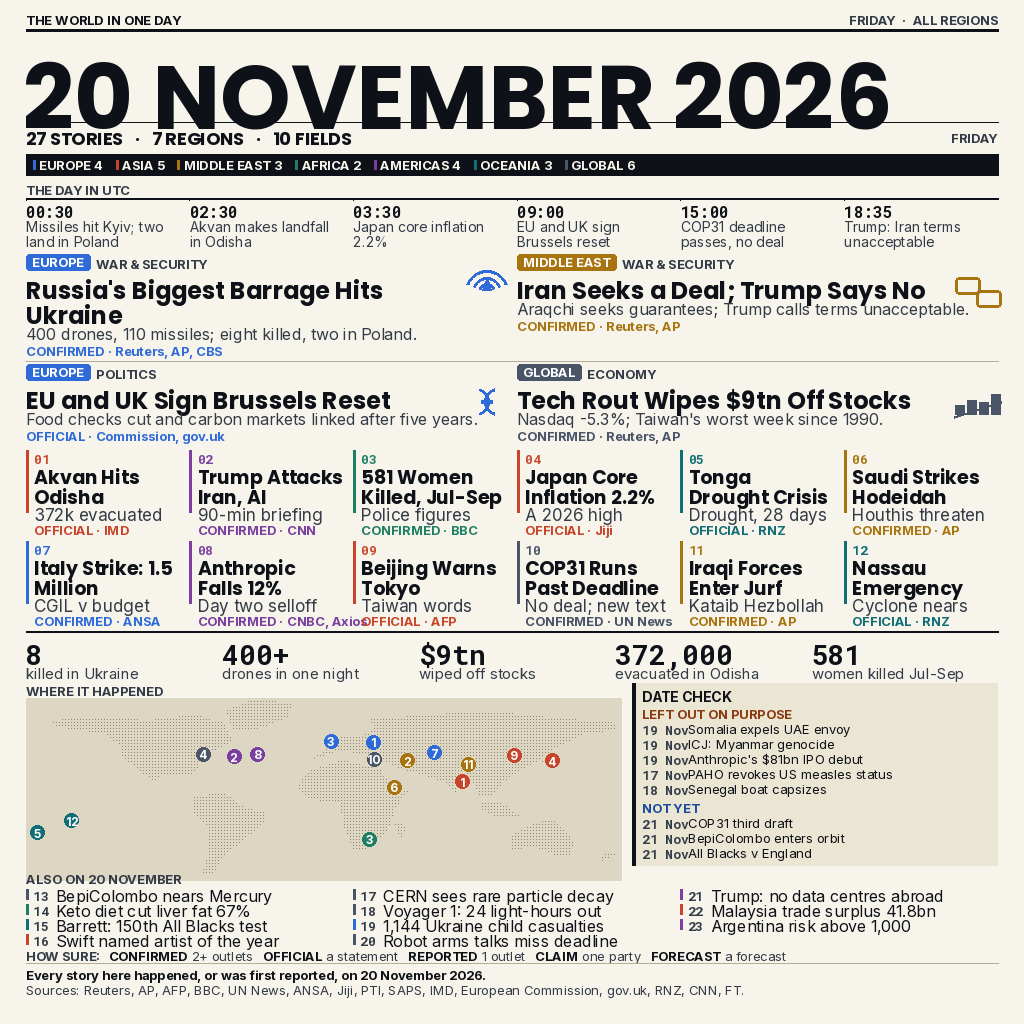 THE WORLD IN ONE DAY
FRIDAY · ALL REGIONS
20 NOVEMBER 2026
27 STORIES · 7 REGIONS · 10 FIELDS
FRIDAY
EUROPE 4 ASIA 5 MIDDLE EAST 3 AFRICA 2 AMERICAS 4 OCEANIA 3 GLOBAL 6
THE DAY IN UTC
00:30
Missiles hit Kyiv; two
land in Poland
02:30
Akvan makes landfall
in Odisha
03:30
Japan core inflation
2.2%
09:00
EU and UK sign
Brussels reset
15:00
COP31 deadline
passes, no deal
18:35
Trump: Iran terms
unacceptable
EUROPE WAR & SECURITY
Russia's Biggest Barrage Hits
Ukraine
400 drones, 110 missiles; eight killed, two in Poland.
CONFIRMED · Reuters, AP, CBS
MIDDLE EAST WAR & SECURITY
Iran Seeks a Deal; Trump Says No
Araqchi seeks guarantees; Trump calls terms unacceptable.
CONFIRMED · Reuters, AP
EUROPE POLITICS
EU and UK Sign Brussels Reset
Food checks cut and carbon markets linked after five years.
OFFICIAL · Commission, gov.uk
GLOBAL ECONOMY
Tech Rout Wipes $9tn Off Stocks
Nasdaq -5.3%; Taiwan's worst week since 1990.
CONFIRMED · Reuters, AP
01
Akvan Hits
Odisha
372k evacuated
OFFICIAL · IMD
02
Trump Attacks
Iran, AI
90-min briefing
CONFIRMED · CNN
03
581 Women
Killed, Jul-Sep
Police figures
CONFIRMED · BBC
04
Japan Core
Inflation 2.2%
A 2026 high
OFFICIAL · Jiji
05
Tonga
Drought Crisis
Drought, 28 days
OFFICIAL · RNZ
06
Saudi Strikes
Hodeidah
Houthis threaten
CONFIRMED · AP
07
Italy Strike: 1.5
Million
CGIL v budget
CONFIRMED · ANSA
08
Anthropic
Falls 12%
Day two selloff
CONFIRMED · CNBC, Axios
09
Beijing Warns
Tokyo
Taiwan words
OFFICIAL · AFP
10
COP31 Runs
Past Deadline
No deal; new text
CONFIRMED · UN News
11
Iraqi Forces
Enter Jurf
Kataib Hezbollah
CONFIRMED · AP
12
Nassau
Emergency
Cyclone nears
OFFICIAL · RNZ
8
killed in Ukraine
400+
drones in one night
$9tn
wiped off stocks
372,000
evacuated in Odisha
581
women killed Jul-Sep
WHERE IT HAPPENED
4
2
8
3
1
10
2
7
11
1
9
4
6
3
5
12
DATE CHECK
LEFT OUT ON PURPOSE
19 Nov Somalia expels UAE envoy
19 Nov ICJ: Myanmar genocide
19 Nov Anthropic's $81bn IPO debut
17 Nov PAHO revokes US measles status
18 Nov Senegal boat capsizes
NOT YET
21 Nov COP31 third draft
21 Nov BepiColombo enters orbit
21 Nov All Blacks v England
ALSO ON 20 NOVEMBER
13 BepiColombo nears Mercury
14 Keto diet cut liver fat 67%
15 Barrett: 150th All Blacks test
16 Swift named artist of the year
17 CERN sees rare particle decay
18 Voyager 1: 24 light-hours out
19 1,144 Ukraine child casualties
20 Robot arms talks miss deadline
21 Trump: no data centres abroad
22 Malaysia trade surplus 41.8bn
23 Argentina risk above 1,000
HOW SURE: CONFIRMED 2+ outlets OFFICIAL a statement REPORTED 1 outlet CLAIM one party FORECAST a forecast
Every story here happened, or was first reported, on 20 November 2026.
Sources: Reuters, AP, AFP, BBC, UN News, ANSA, Jiji, PTI, SAPS, IMD, European Commission, gov.uk, RNZ, CNN, FT.